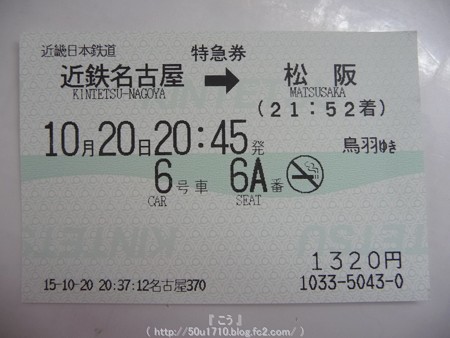 近畿日本鉄道 特急券
近鉄名古屋 ➡ 松阪
KINTETSU-NAGOYA MATSUSAKA
(21:52着)
10月20日20:45発 鳥羽ゆき
6号車 6A番
CAR SEAT
1320円
15-10-20 20:37:12名古屋370 1033-5043-0
『 こう 』
( http://50u1710.blog.fc2.com/ )